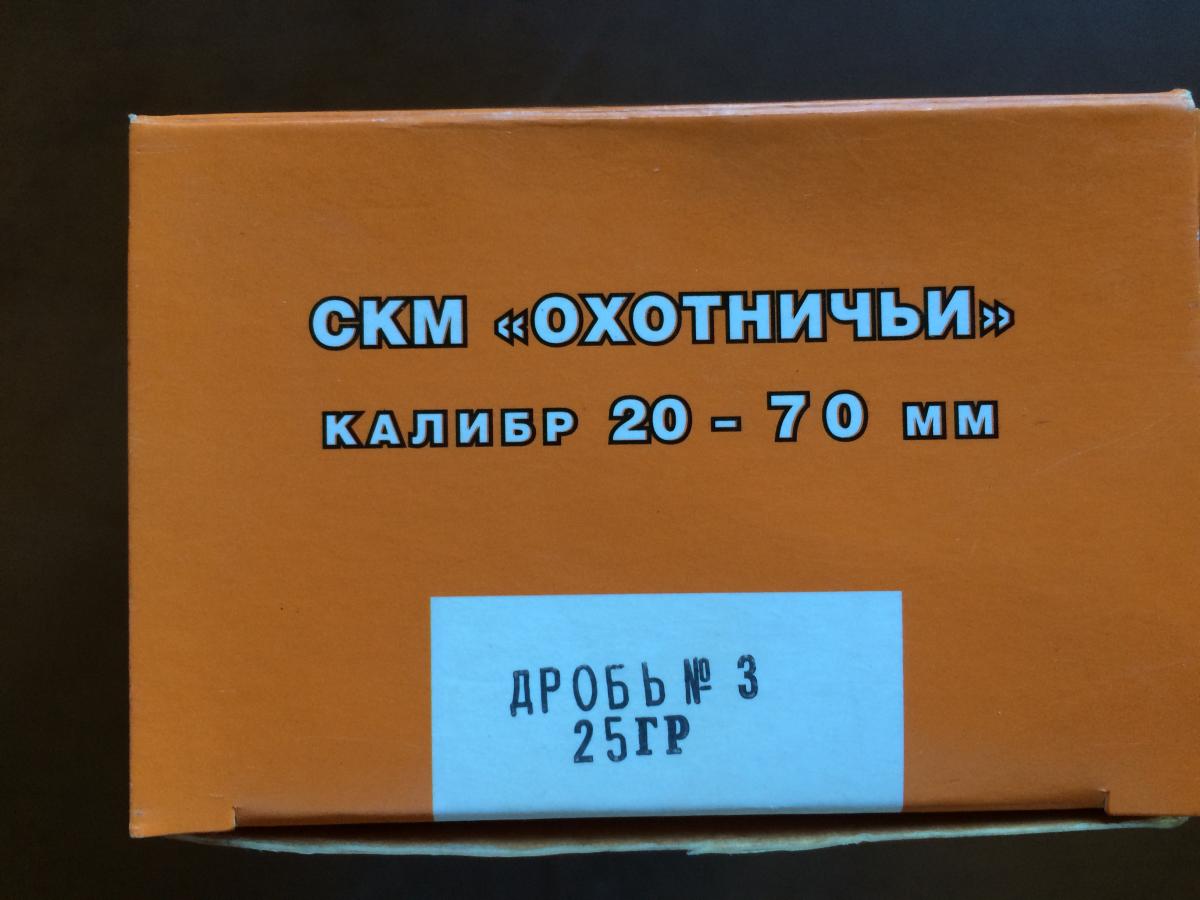 СКМ «ОХОТНИЧЬИ»
КАЛИБР 20 - 70 ММ
ДРОБЬ № 3
25ГР